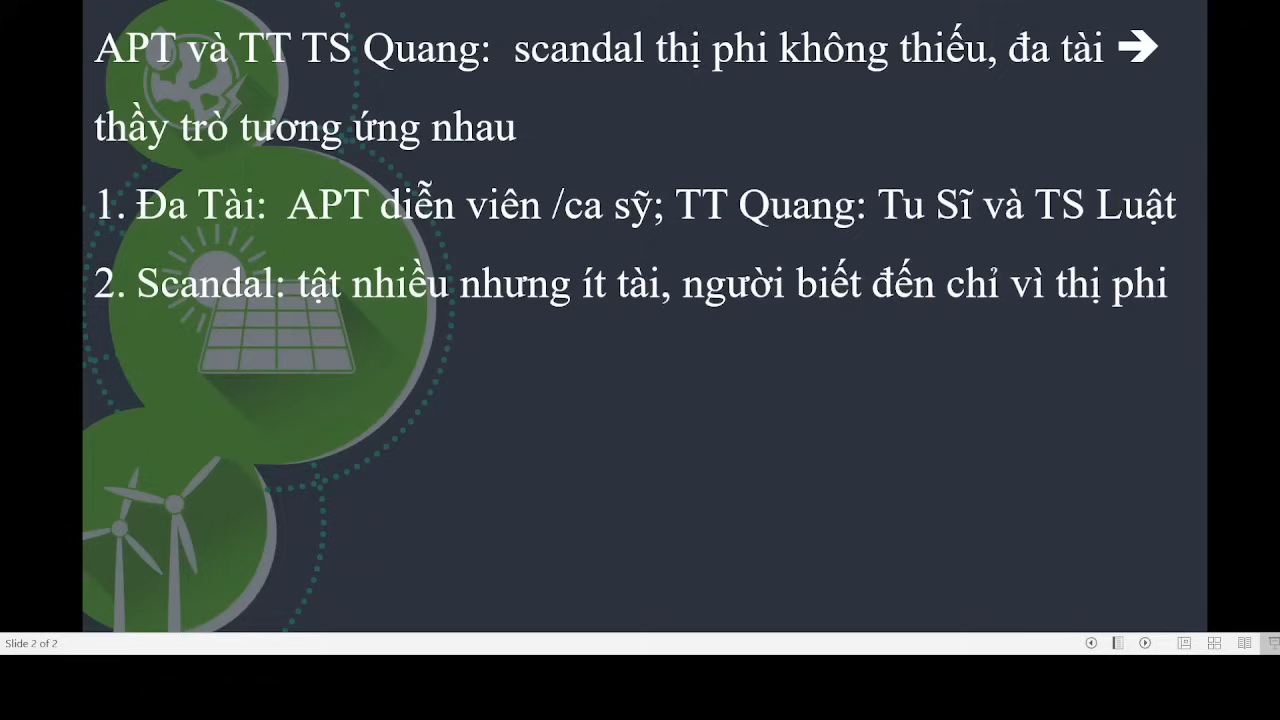 APT và TT TS Quang: scandal thị phi không thiếu, đa tài →
thầy trò tương ứng nhau
1. Đa Tài: APT diễn viên /ca sỹ; TT Quang: Tu Sĩ và TS Luật
2. Scandal: tật nhiều nhưng ít tài, người biết đến chỉ vì thị phi
Slide 2 of 2